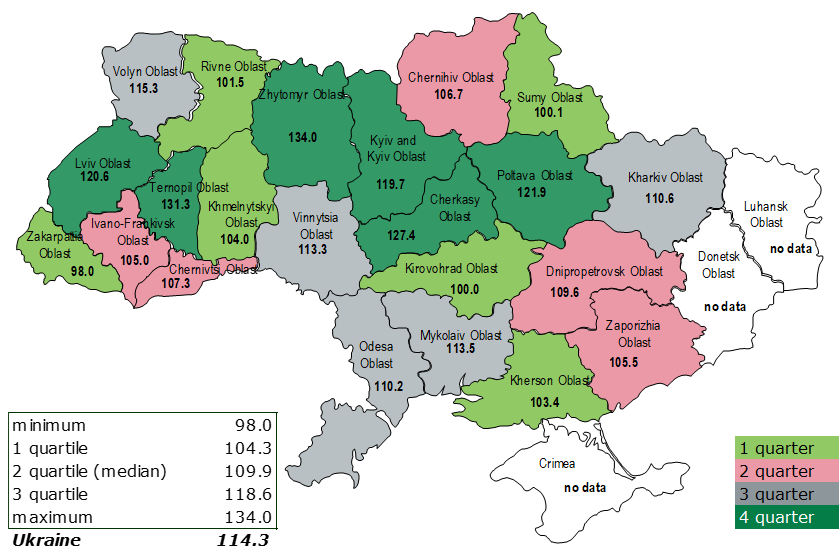 Volyn Oblast
115.3
Rivne Oblast
101.5
Zhytomyr Oblast
134.0
Chernihiv Oblast
106.7
Sumy Oblast
100.1
Kyiv and
Kyiv Oblast
119.7
Lviv Oblast
120.6
Ternopil Oblast
131.3
Khmelnytskyi
Oblast
104.0
Ivano-Frankivsk
Oblast
105.0
Zakarpattia
Oblast
98.0
Chernivtsi Oblast
107.3
Vinnytsia
Oblast
113.3
Cherkasy
Oblast
127.4
Poltava Oblast
121.9
Kharkiv Oblast
110.6
Luhansk
Oblast
no data
Donetsk
Oblast
no data
Kirovohrad Oblast
100.0
Dnipropetrovsk Oblast
109.6
Zaporizhia
Oblast
105.5
Mykolaiv Oblast
113.5
Odesa
Oblast
110.2
Kherson Oblast
103.4
Crimea
no data
minimum 98.0
1 quartile 104.3
2 quartile (median) 109.9
3 quartile 118.6
maximum 134.0
Ukraine 114.3
1 quarter
2 quarter
3 quarter
4 quarter